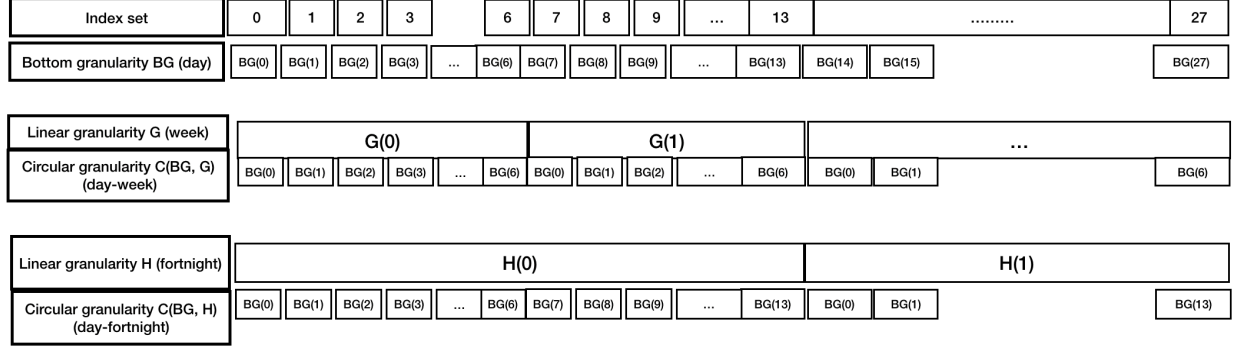 Index set 0 1 2 3 6 7 8 9 ... 13 ......... 27
Bottom granularity BG (day) BG(0) BG(1) BG(2) BG(3) ... BG(6) BG(7) BG(8) BG(9) ... BG(13) BG(14) BG(15) BG(27)
Linear granularity G (week) G(0) G(1) ...
Circular granularity C(BG, G)
(day-week) BG(0) BG(1) BG(2) BG(3) ... BG(6) BG(0) BG(1) BG(2) ... BG(6) BG(0) BG(1) BG(6)
Linear granularity H (fortnight) H(0) H(1)
Circular granularity C(BG, H)
(day-fortnight) BG(0) BG(1) BG(2) BG(3) ... BG(6) BG(7) BG(8) BG(9) ... BG(13) BG(0) BG(1) BG(13)